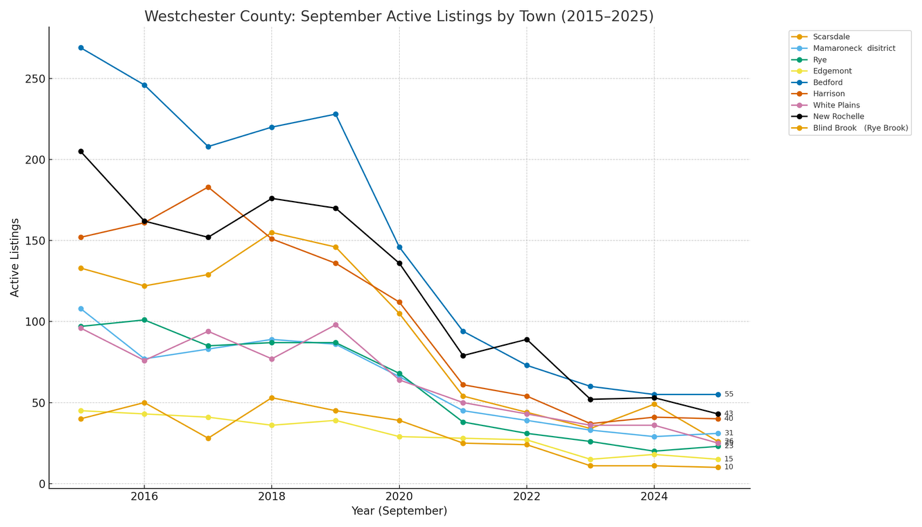 Westchester County: September Active Listings by Town (2015–2025)
Scarsdale
Mamaroneck disitrict
Rye
Edgemont
Bedford
Harrison
White Plains
New Rochelle
Blind Brook (Rye Brook)
Active Listings
250
200
150
100
50
0
55
43
40
31
26
23
15
10
2016
2018
2020
2022
2024
Year (September)